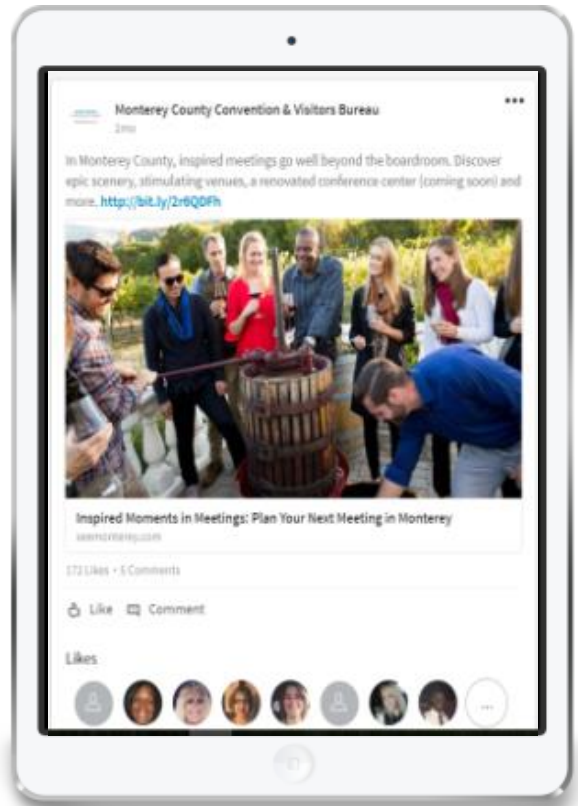 Monterey County Convention & Visitors Bureau
2mo
In Monterey County, inspired meetings go well beyond the boardroom. Discover
epic scenery, stimulating venues, a renovated conference center (coming soon) and
more. http://bit.ly/2r6QDFh
Inspired Moments in Meetings: Plan Your Next Meeting in Monterey
seemonterey.com
173 Likes • 5 Comments
Like Comment
Likes